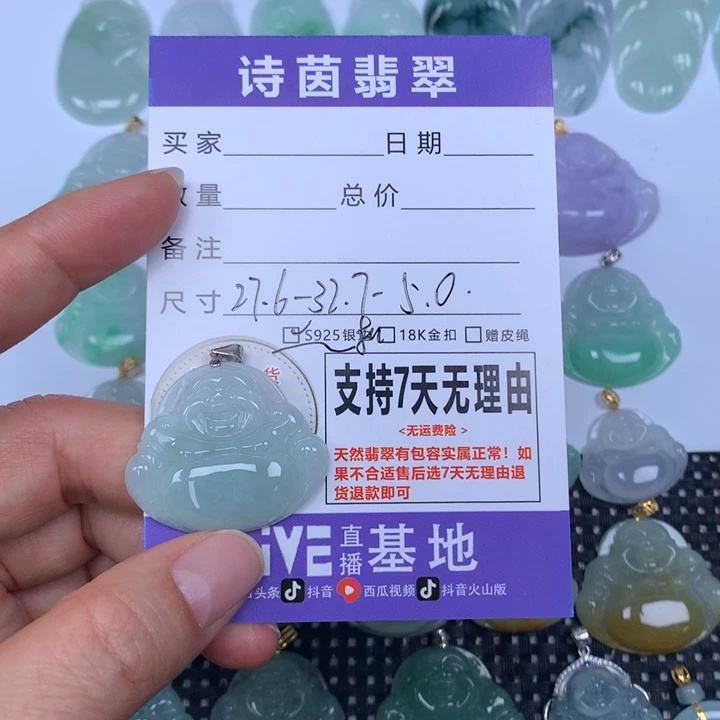 诗茵翡翠
买家 日期
数量 总价
备注
尺寸 27.6-32.7-5.0.
S925银 18K金扣 赠皮绳
货
支持7天无理由
<无运费险>
天然翡翠有包容实属正常!如
果不合适售后选7天无理由退
货退款即可
iVE 直播 基地
头条 抖音 西瓜视频 抖音火山版